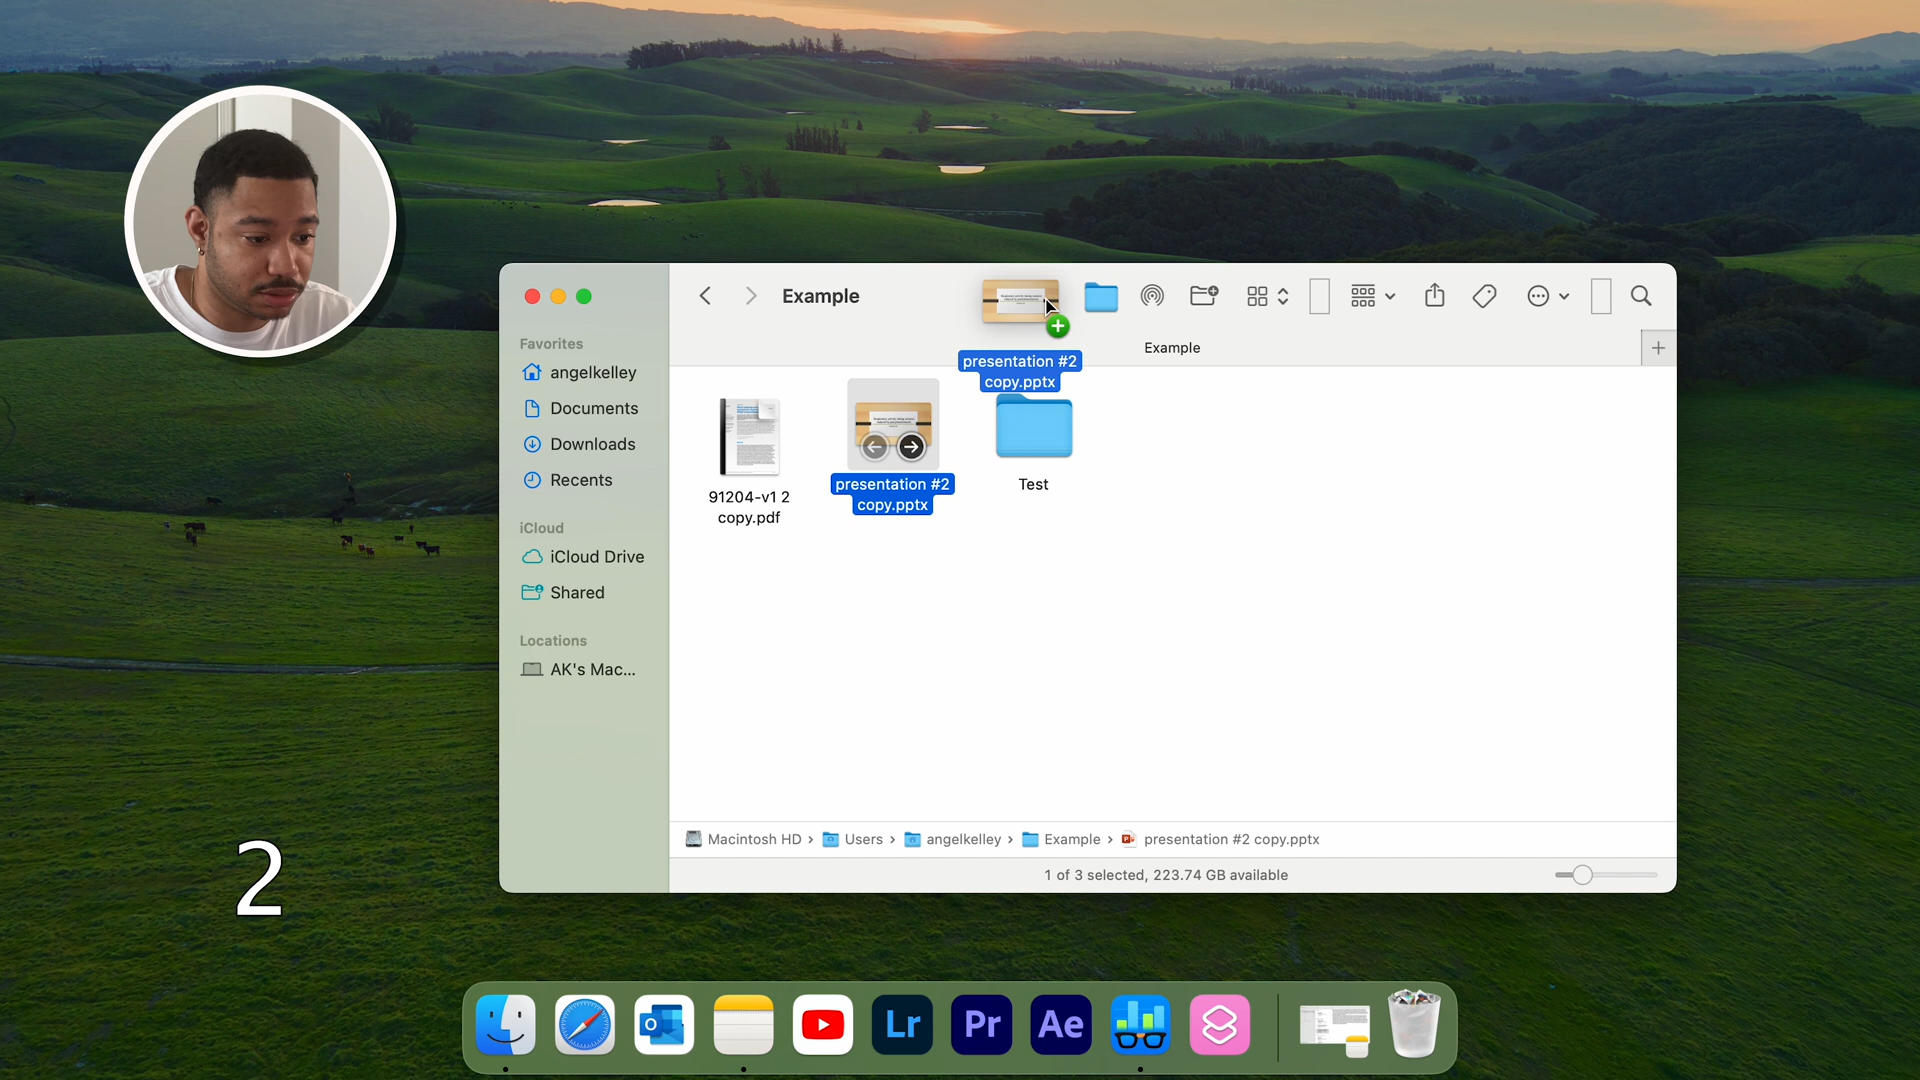 Example
presentation #2
copy.pptx
Example
Favorites
angelkelley
Documents
Downloads
Recents
iCloud
iCloud Drive
Shared
Locations
AK's Mac...
91204-v1 2
copy.pdf
presentation #2
copy.pptx
Test
Macintosh HD › Users › angelkelley › Example › presentation #2 copy.pptx
1 of 3 selected, 223.74 GB available
2
Lr
Pr
Ae